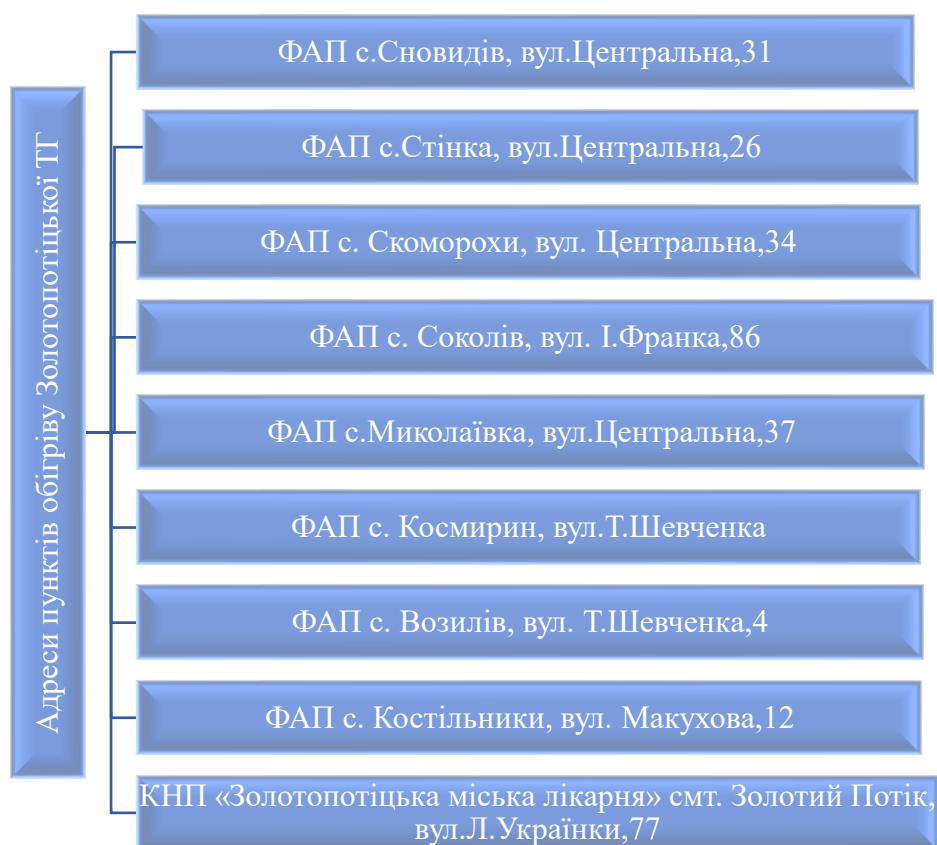 Адреси пунктів обігріву Золотопотіцької ТГ
ФАП с.Сновидів, вул.Центральна,31
ФАП с.Стінка, вул.Центральна,26
ФАП с. Скоморохи, вул. Центральна,34
ФАП с. Соколів, вул. І.Франка,86
ФАП с.Миколаївка, вул.Центральна,37
ФАП с. Космирин, вул.Т.Шевченка
ФАП с. Возилів, вул. Т.Шевченка,4
ФАП с. Костільники, вул. Макухова,12
КНП «Золотопотіцька міська лікарня» смт. Золотий Потік,
вул.Л.Українки,77